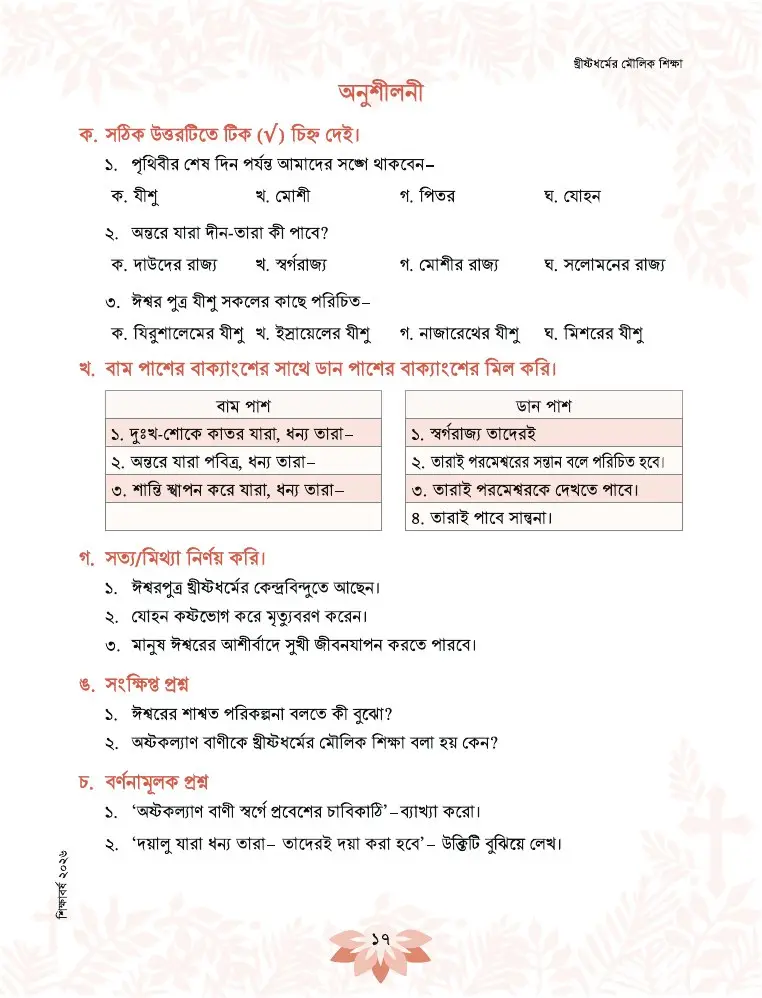 খ্রীষ্টধর্মের মৌলিক শিক্ষা
অনুশীলনী
ক. সঠিক উত্তরটিতে টিক (√) চিহ্ন দেই।
১. পৃথিবীর শেষ দিন পর্যন্ত আমাদের সঙ্গে থাকবেন–
ক. যীশু খ. মোশী গ. পিতর ঘ. যোহন
২. অন্তরে যারা দীন-তারা কী পাবে?
ক. দাউদের রাজ্য খ. স্বর্গরাজ্য গ. মোশীর রাজ্য ঘ. সলোমনের রাজ্য
৩. ঈশ্বর পুত্র যীশু সকলের কাছে পরিচিত–
ক. যিরুশালেমের যীশু খ. ইস্রায়েলের যীশু গ. নাজারেথের যীশু ঘ. মিশরের যীশু
খ. বাম পাশের বাক্যাংশের সাথে ডান পাশের বাক্যাংশের মিল করি।
বাম পাশ
১. দুঃখ-শোকে কাতর যারা, ধন্য তারা–
২. অন্তরে যারা পবিত্র, ধন্য তারা–
৩. শান্তি স্থাপন করে যারা, ধন্য তারা–
ডান পাশ
১. স্বর্গরাজ্য তাদেরই
২. তারাই পরমেশ্বরের সন্তান বলে পরিচিত হবে।
৩. তারাই পরমেশ্বরকে দেখতে পাবে।
৪. তারাই পাবে সান্ত্বনা।
গ. সত্য/মিথ্যা নির্ণয় করি।
১. ঈশ্বরপুত্র খ্রীষ্টধর্মের কেন্দ্রবিন্দুতে আছেন।
২. যোহন কষ্টভোগ করে মৃত্যুবরণ করেন।
৩. মানুষ ঈশ্বরের আশীর্বাদে সুখী জীবনযাপন করতে পারবে।
ঙ. সংক্ষিপ্ত প্রশ্ন
১. ঈশ্বরের শাশ্বত পরিকল্পনা বলতে কী বুঝো?
২. অষ্টকল্যাণ বাণীকে খ্রীষ্টধর্মের মৌলিক শিক্ষা বলা হয় কেন?
চ. বর্ণনামূলক প্রশ্ন
১. ‘অষ্টকল্যাণ বাণী স্বর্গে প্রবেশের চাবিকাঠি’–ব্যাখ্যা করো।
২. ‘দয়ালু যারা ধন্য তারা– তাদেরই দয়া করা হবে’– উক্তিটি বুঝিয়ে লেখ।
শিক্ষাবর্ষ ২০২৬
১৭